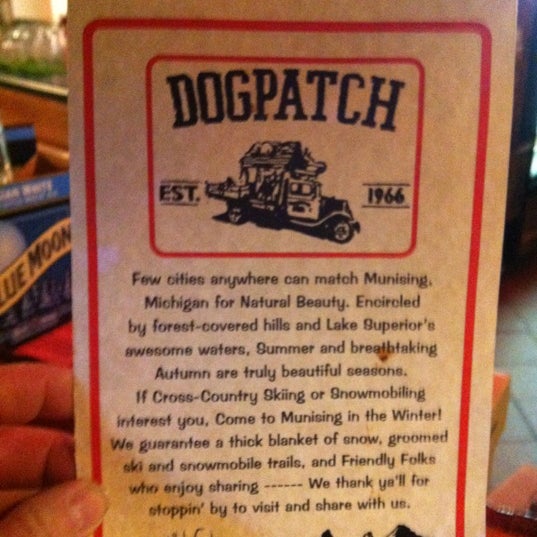 DOGPATCH
EST. 1966
Few cities anywhere can match Munising,
Michigan for Natural Beauty. Encircled
by forest-covered hills and Lake Superior's
awesome waters, Summer and breathtaking
Autumn are truly beautiful seasons.
If Cross-Country Skiing or Snowmobiling
interest you, Come to Munising in the Winter!
We guarantee a thick blanket of snow, groomed
ski and snowmobile trails, and Friendly Folks
who enjoy sharing ------ We thank ya'll for
stoppin' by to visit and share with us.
LUE MOON